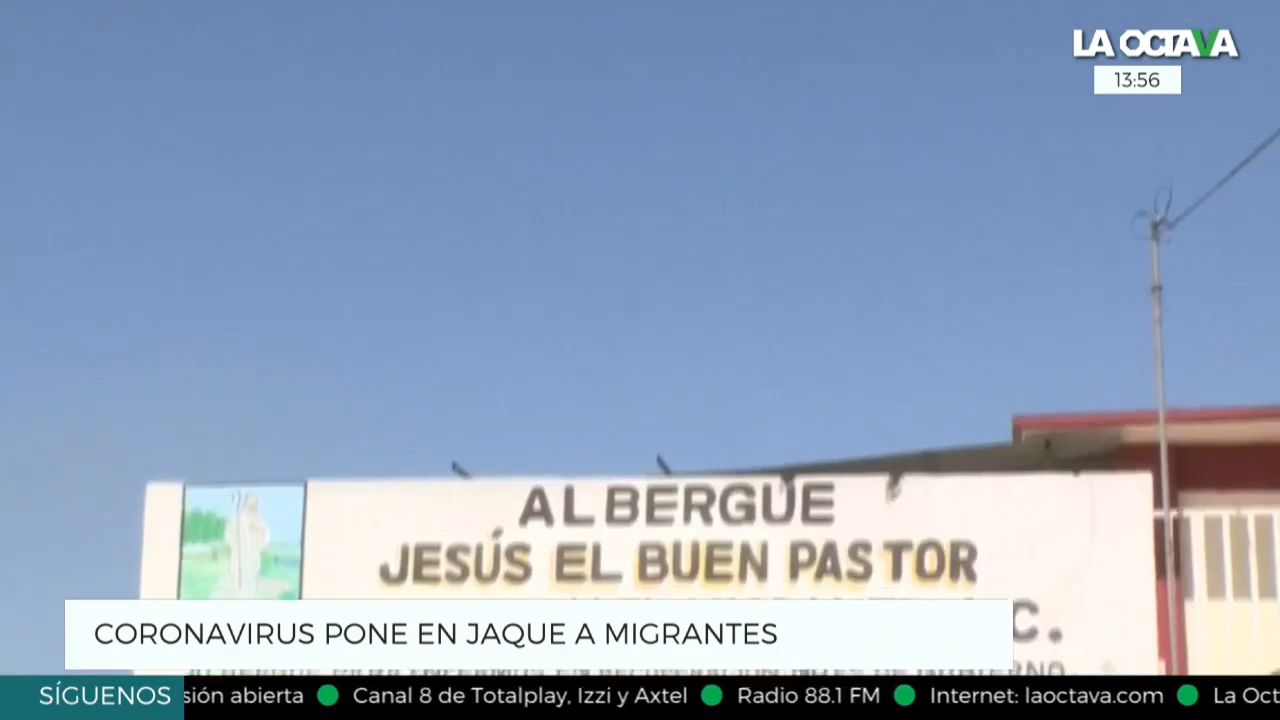 LA OCTAVA
13:56
ALBERGUE
JESÚS EL BUEN PASTOR
C.
CORONAVIRUS PONE EN JAQUE A MIGRANTES
SÍGUENOS sión abierta Canal 8 de Totalplay, Izzi y Axtel Radio 88.1 FM Internet: laoctava.com La Oct